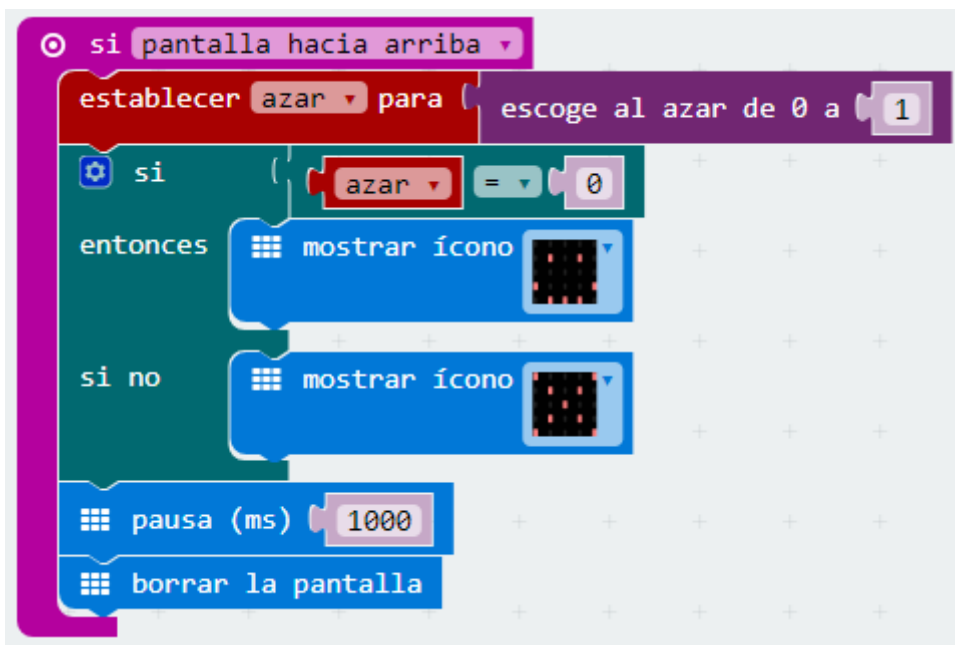 si pantalla hacia arriba
establecer azar para escoge al azar de 0 a 1
si azar = 0
entonces mostrar ícono
si no mostrar ícono
pausa (ms) 1000
borrar la pantalla